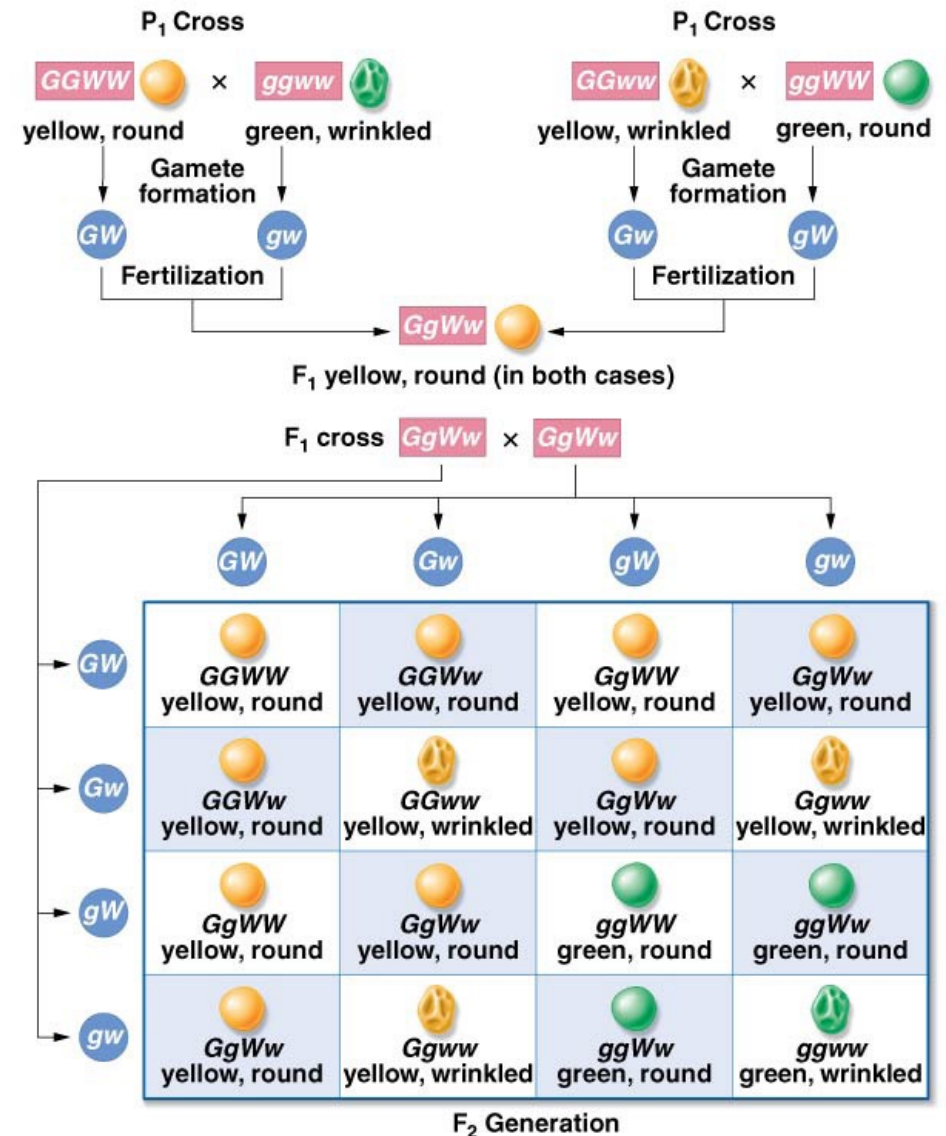 P1 Cross
P1 Cross
GGWW × ggww
GGww × ggWW
yellow, round
green, wrinkled
yellow, wrinkled
green, round
Gamete
formation
Gamete
formation
GW
gw
Gw
gW
Fertilization
Fertilization
GgWw
F1 yellow, round (in both cases)
F1 cross GgWw × GgWw
GW Gw gW gw
GW
GGWW GGWw GgWW GgWw
yellow, round yellow, round yellow, round yellow, round
Gw
GGWw GGww GgWw Ggww
yellow, round yellow, wrinkled yellow, round yellow, wrinkled
gW
GgWW GgWw ggWW ggWw
yellow, round yellow, round green, round green, round
gw
GgWw Ggww ggWw ggww
yellow, round yellow, wrinkled green, round green, wrinkled
F2 Generation